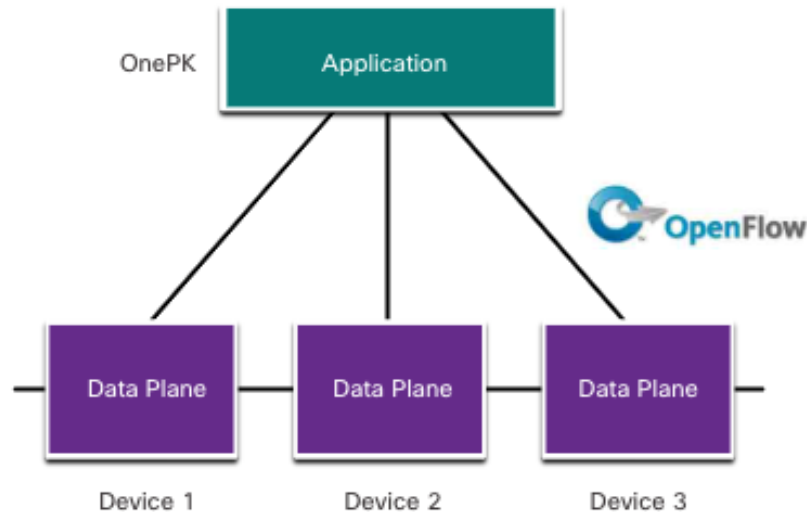 OnePK
Application
OpenFlow
Data Plane
Data Plane
Data Plane
Device 1
Device 2
Device 3